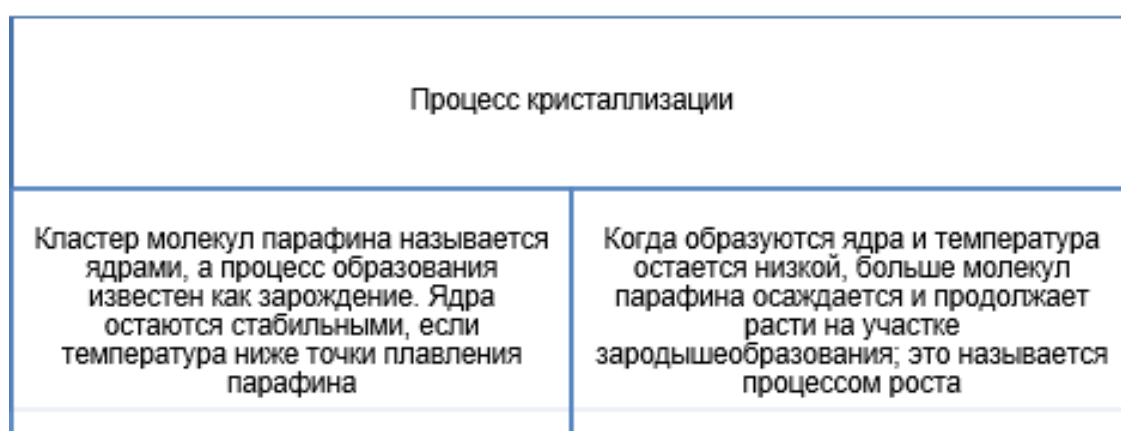 Процесс кристаллизации
Кластер молекул парафина называется
ядрами, а процесс образования
известен как зарождение. Ядра
остаются стабильными, если
температура ниже точки плавления
парафина
Когда образуются ядра и температура
остается низкой, больше молекул
парафина осаждается и продолжает
расти на участке
зародышеобразования; это называется
процессом роста